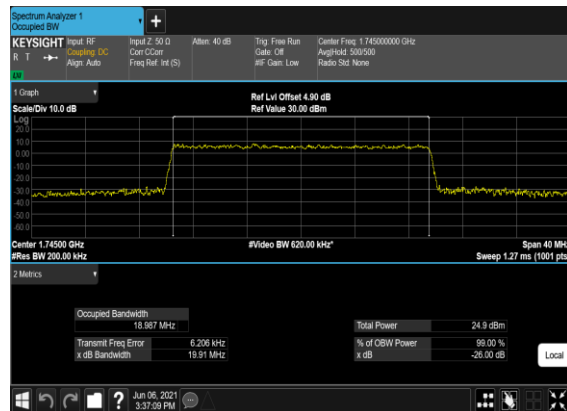 Spectrum Analyzer 1
Occupied BW
+
KEYSIGHT Input: RF Input Z: 50 Ω Atten: 40 dB Trig: Free Run Center Freq: 1.745000000 GHz
R T Coupling: DC Corr CCorr Gate: Off Avg|Hold: 500/500
Align: Auto Freq Ref: Int (S) #IF Gain: Low Radio Std: None
LW
1 Graph Ref Lvl Offset 4.90 dB
Scale/Div 10.0 dB Ref Value 30.00 dBm
Log
20.0
10.0
0.00
-10.0
-20.0
-30.0
-40.0
-50.0
-60.0
Center 1.74500 GHz #Video BW 620.00 kHz* Span 40 MHz
#Res BW 200.00 kHz Sweep 1.27 ms (1001 pts)
2 Metrics
Occupied Bandwidth
18.987 MHz Total Power 24.9 dBm
Transmit Freq Error 6.206 kHz % of OBW Power 99.00 %
x dB Bandwidth 19.91 MHz x dB -26.00 dB
Local
? Jun 06, 2021
3:37:09 PM